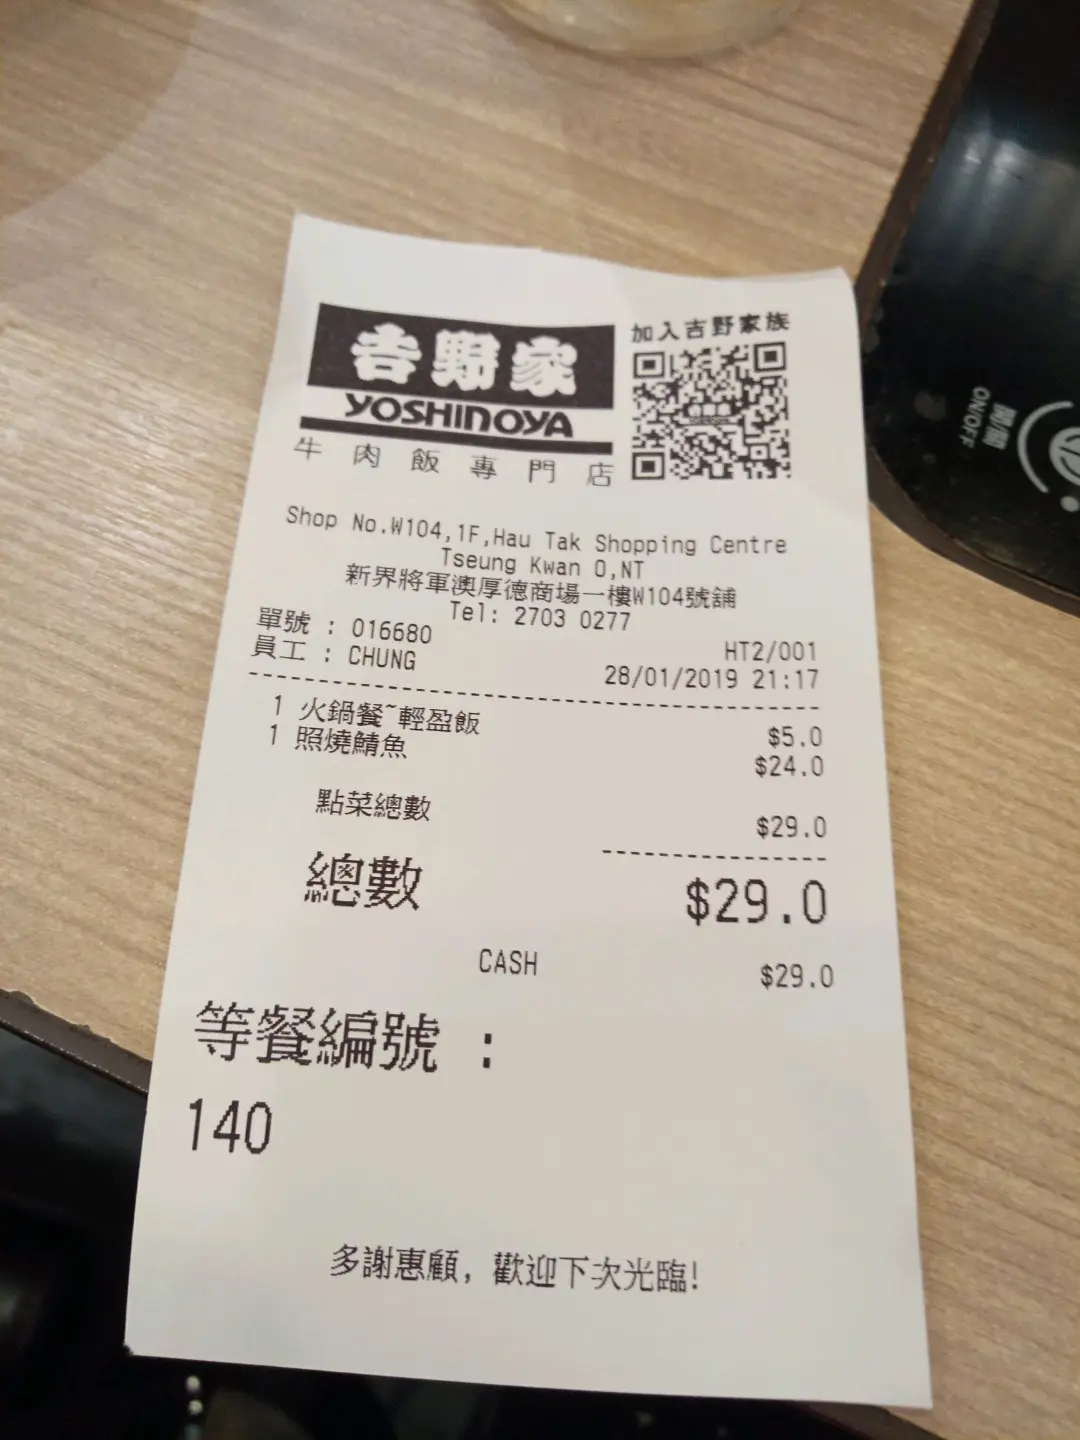 吉野家
YOSHINOYA
牛肉飯專門店
加入吉野家族
Shop No.W104,1F,Hau Tak Shopping Centre
Tseung Kwan O,NT
新界將軍澳厚德商場一樓W104號舖
Tel: 2703 0277
單號 : 016680 HT2/001
員工 : CHUNG 28/01/2019 21:17
1 火鍋餐~輕盈飯 $5.0
1 照燒鯖魚 $24.0
點菜總數 $29.0
總數 $29.0
CASH $29.0
等餐編號 :
140
多謝惠顧, 歡迎下次光臨!
開/關
ON/OFF